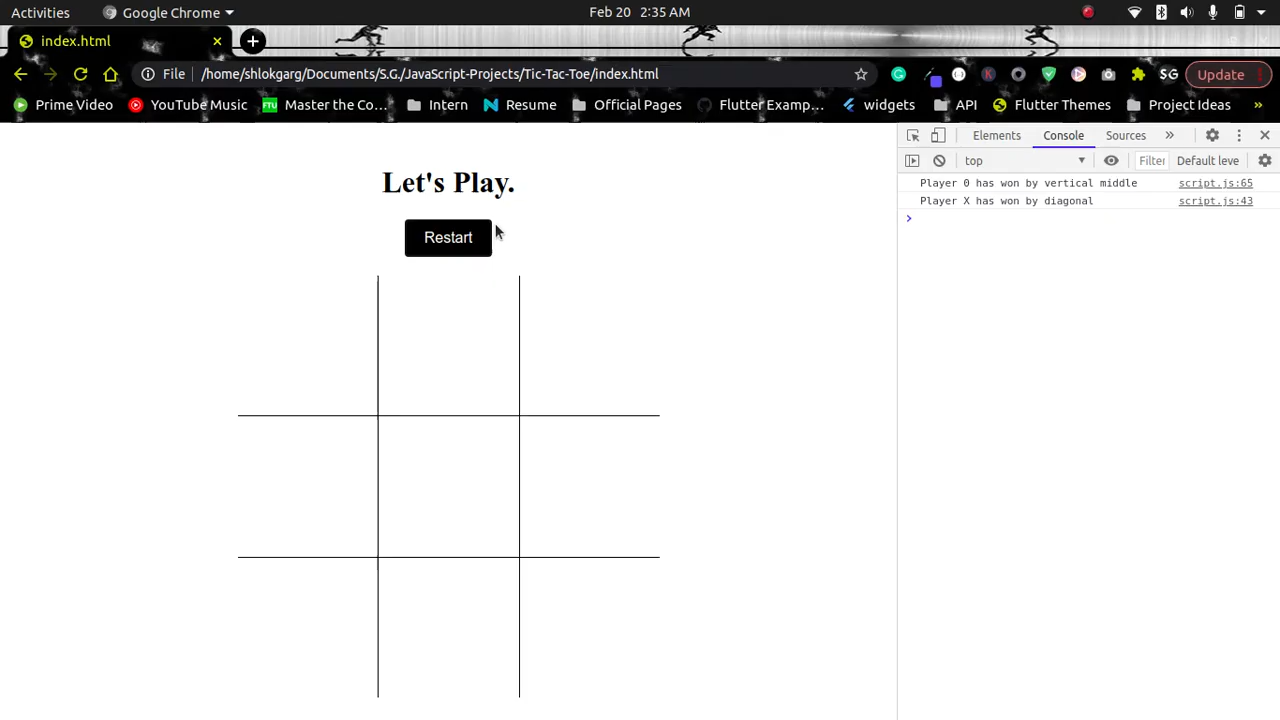 Activities Google Chrome Feb 20 2:35 AM
index.html
File /home/shlokgarg/Documents/S.G./JavaScript-Projects/Tic-Tac-Toe/index.html Update
Prime Video YouTube Music FTU Master the Co... Intern Resume Official Pages Flutter Examp... widgets API Flutter Themes Project Ideas »
Elements Console Sources »
top Filter Default leve
Player 0 has won by vertical middle script.js:65
Player X has won by diagonal script.js:43
Let's Play.
Restart